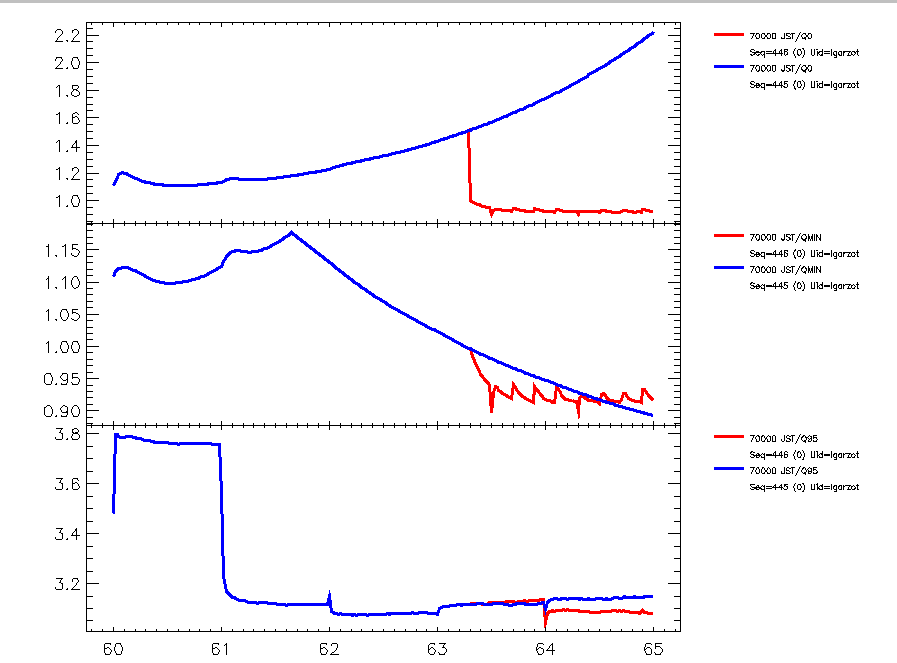 2.2
2.0
1.8
1.6
1.4
1.2
1.0
70000 JST/Q0
Seq=446 (0) Uid=lgarzot
70000 JST/Q0
Seq=445 (0) Uid=lgarzot
1.15
1.10
1.05
1.00
0.95
0.90
70000 JST/QMIN
Seq=446 (0) Uid=lgarzot
70000 JST/QMIN
Seq=445 (0) Uid=lgarzot
3.8
3.6
3.4
3.2
70000 JST/Q95
Seq=446 (0) Uid=lgarzot
70000 JST/Q95
Seq=445 (0) Uid=lgarzot
60 61 62 63 64 65